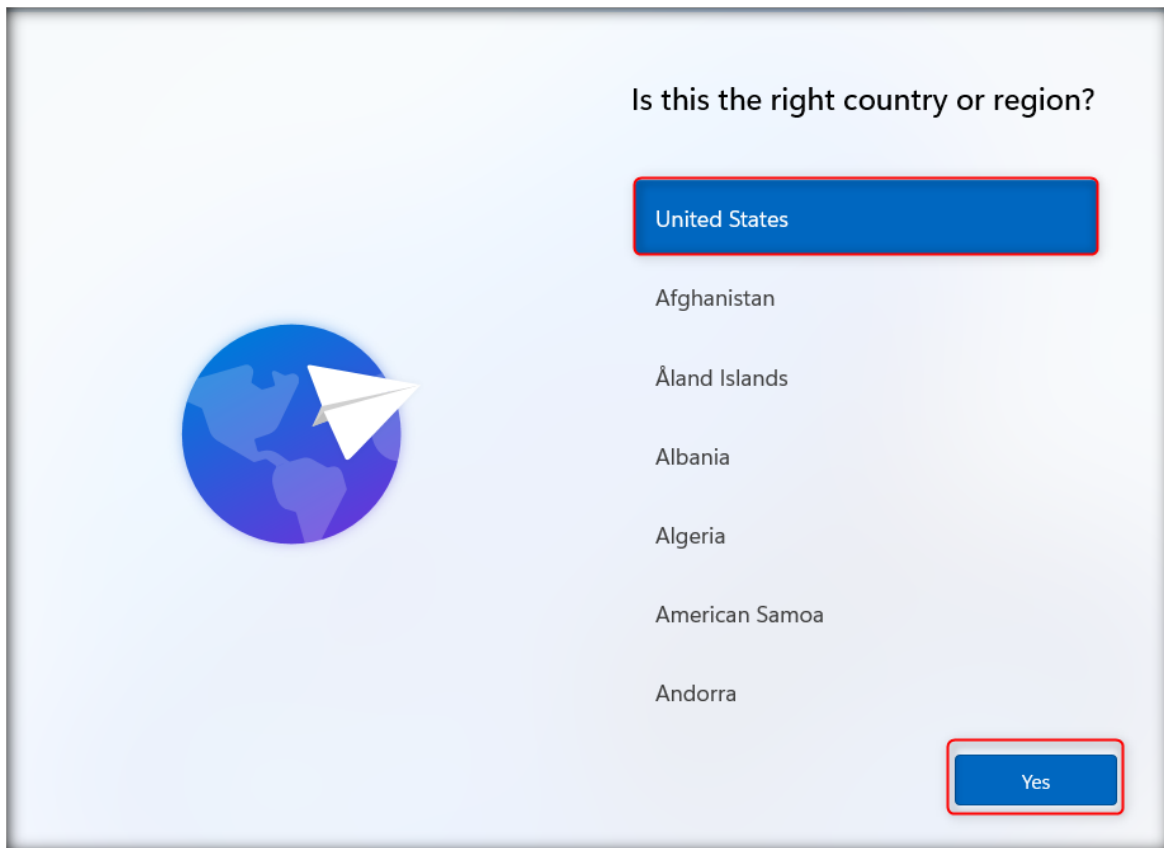 Is this the right country or region?
United States
Afghanistan
Åland Islands
Albania
Algeria
American Samoa
Andorra
Yes